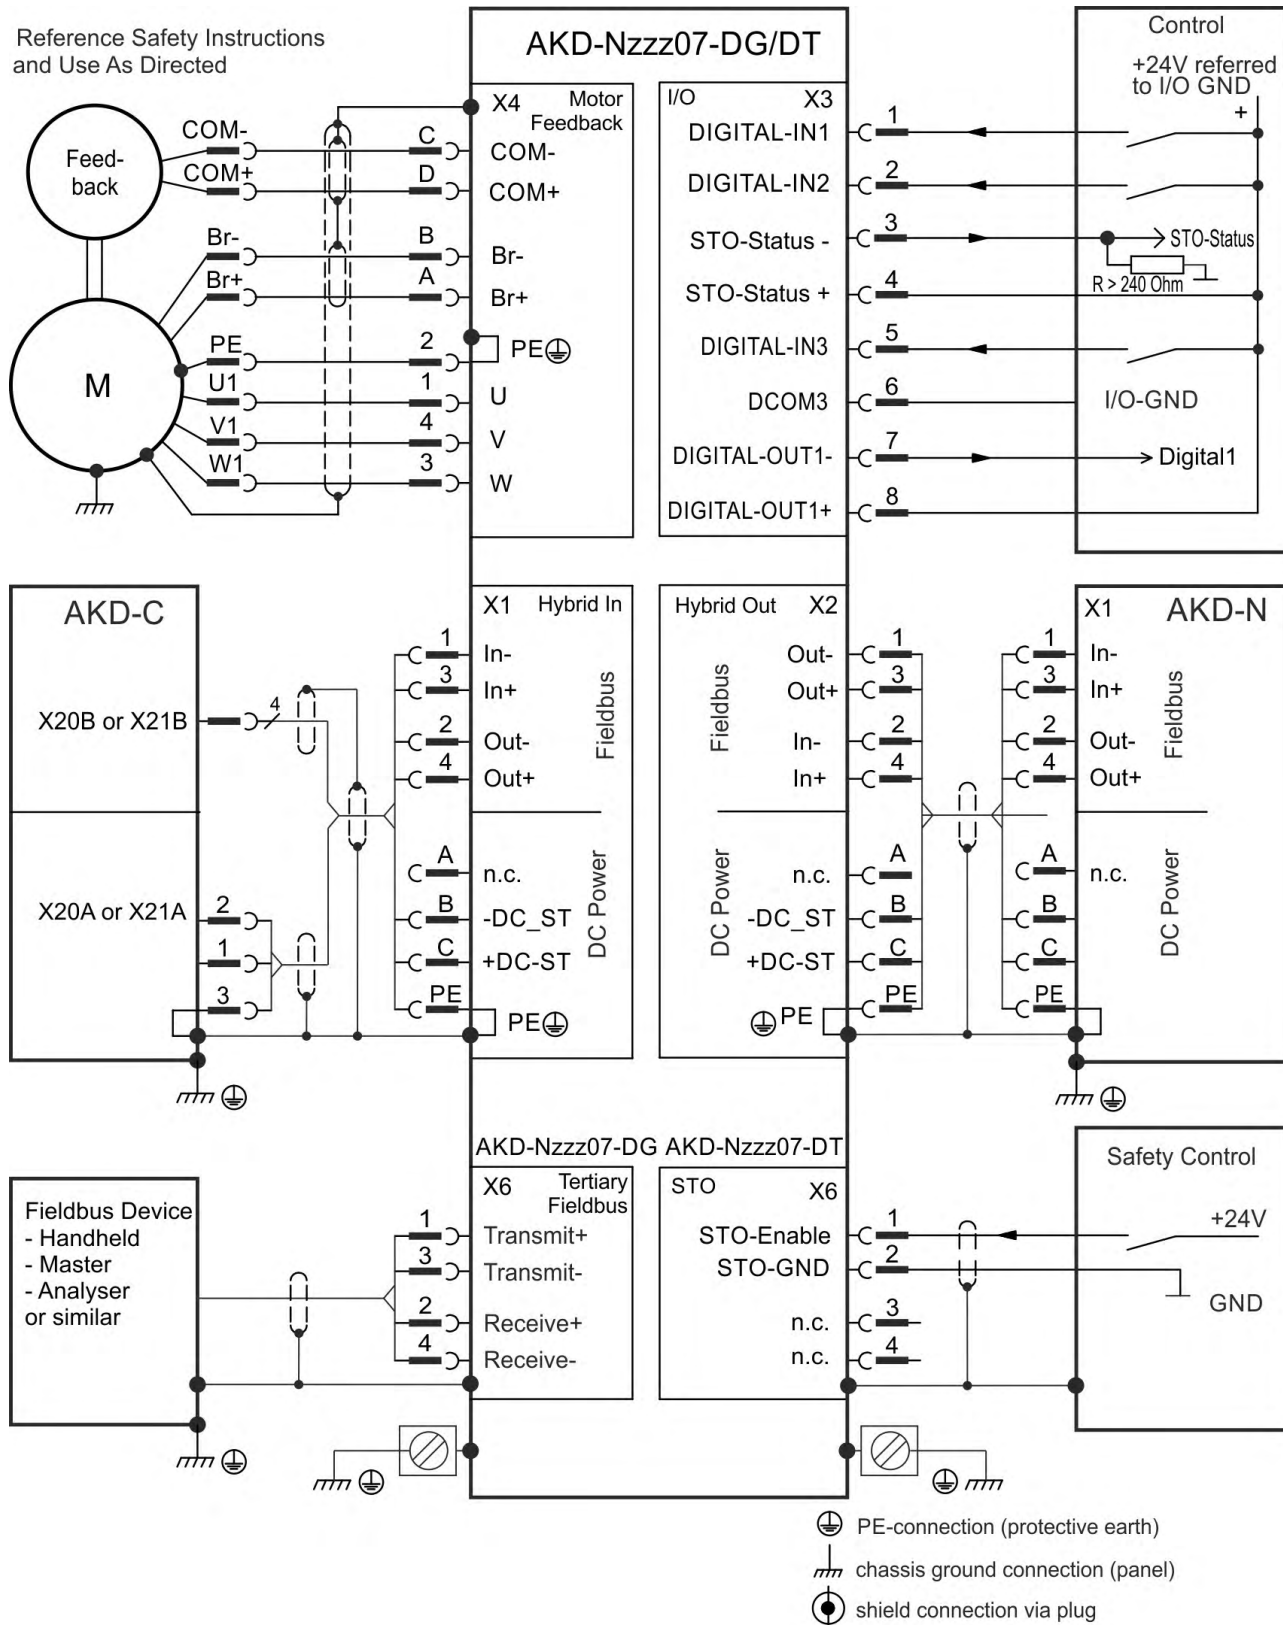 Reference Safety Instructions
and Use As Directed
AKD-Nzzz07-DG/DT
Control
+24V referred
to I/O GND
+
Feed-
back
COM-
COM+
Br-
Br+
PE
U1
V1
W1
M
C
D
B
A
2
1
4
3
X4
Motor
Feedback
COM-
COM+
Br-
Br+
PE
U
V
W
I/O
X3
DIGITAL-IN1
DIGITAL-IN2
STO-Status -
STO-Status +
DIGITAL-IN3
DCOM3
DIGITAL-OUT1-
DIGITAL-OUT1+
1
2
3
4
5
6
7
8
STO-Status
R > 240 Ohm
I/O-GND
Digital1
AKD-C
X20B or X21B
4
X20A or X21A
2
1
3
1
3
2
4
A
B
C
PE
X1
Hybrid In
In-
In+
Out-
Out+
Fieldbus
n.c.
-DC_ST
+DC-ST
DC Power
PE
Hybrid Out
X2
Out-
Out+
In-
In+
Fieldbus
n.c.
-DC_ST
+DC-ST
DC Power
PE
1
3
2
4
A
B
C
PE
1
3
2
4
A
B
C
PE
X1
AKD-N
In-
In+
Out-
Out+
Fieldbus
n.c.
DC Power
AKD-Nzzz07-DG
AKD-Nzzz07-DT
Fieldbus Device
- Handheld
- Master
- Analyser
or similar
1
3
2
4
X6
Tertiary
Fieldbus
Transmit+
Transmit-
Receive+
Receive-
STO
X6
STO-Enable
STO-GND
n.c.
n.c.
1
2
3
4
Safety Control
+24V
GND
PE-connection (protective earth)
chassis ground connection (panel)
shield connection via plug